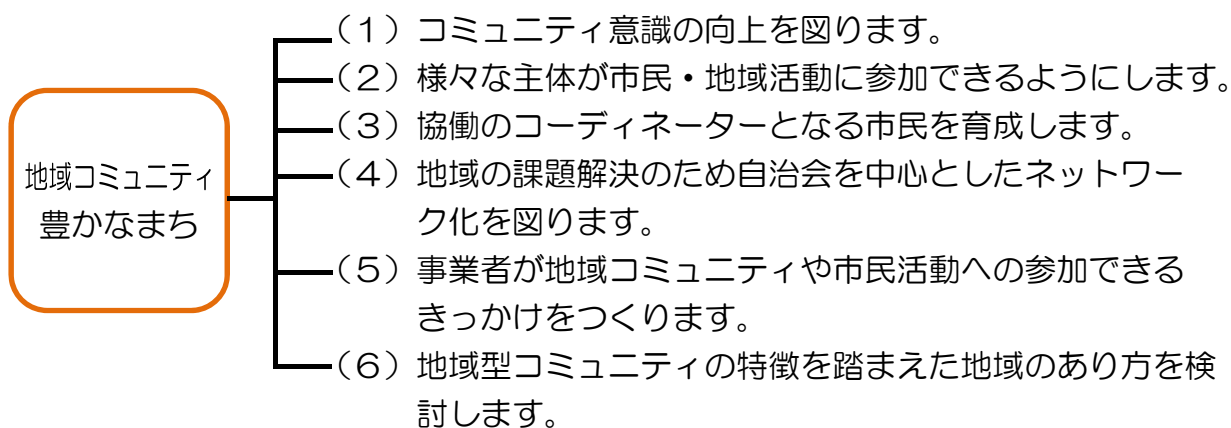 地域コミュニティ
豊かなまち
（１）コミュニティ意識の向上を図ります。
（２）様々な主体が市民・地域活動に参加できるようにします。
（３）協働のコーディネーターとなる市民を育成します。
（４）地域の課題解決のため自治会を中心としたネットワー
ク化を図ります。
（５）事業者が地域コミュニティや市民活動への参加できる
きっかけをつくります。
（６）地域型コミュニティの特徴を踏まえた地域のあり方を検
討します。